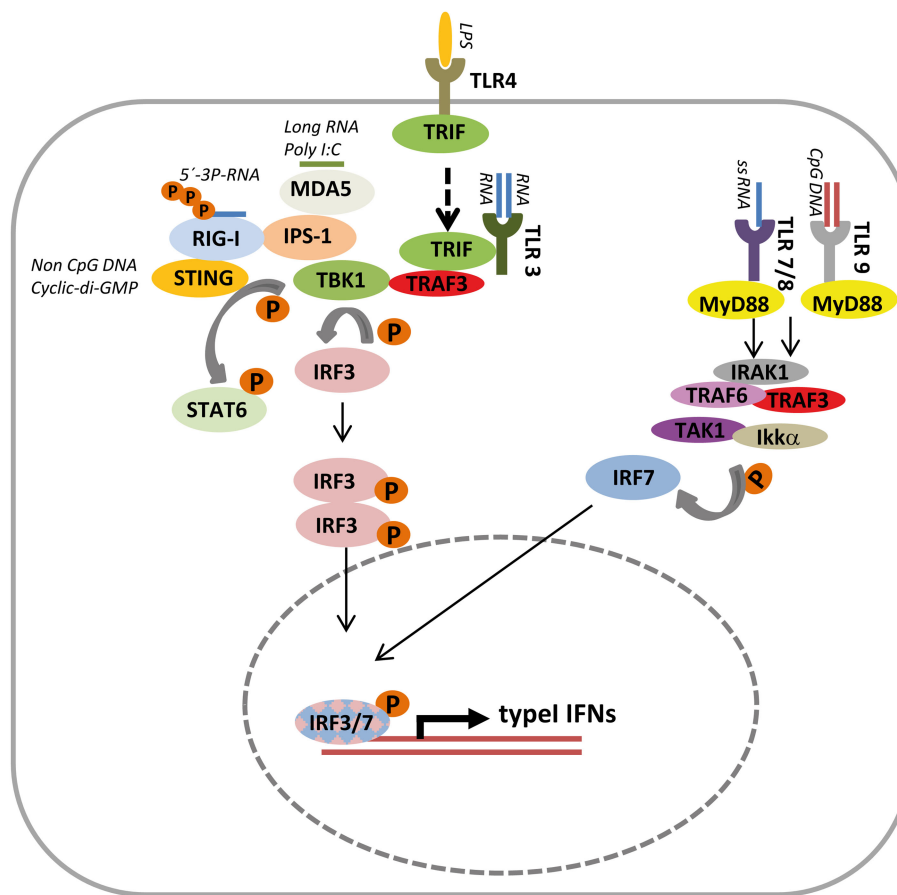 LPS
TLR4
TRIF
Long RNA
Poly I:C
MDA5
5´-3P-RNA
P
P
P
RIG-I
IPS-1
RNA
RNA
TLR 3
TRIF
Non CpG DNA
Cyclic-di-GMP
STING
TBK1
TRAF3
P
P
IRF3
P
STAT6
IRF3
P
IRF3
P
ssRNA
TLR 7/8
CpG DNA
TLR 9
MyD88
MyD88
IRAK1
TRAF6
TRAF3
TAK1
Ikkα
IRF7
P
P
IRF3/7
typeI IFNs